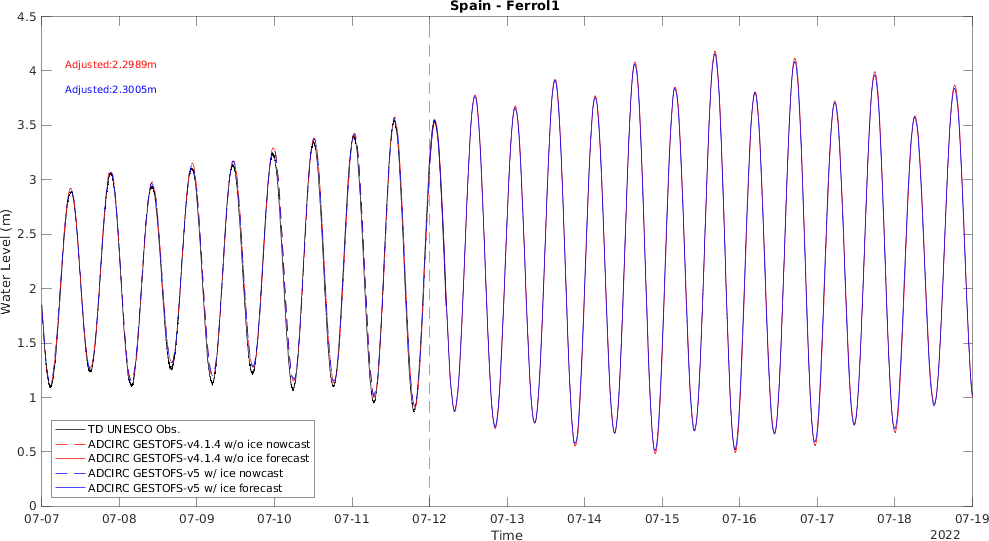 Spain - Ferrol1
4.5
4
3.5
3
2.5
2
1.5
1
0.5
0
Water Level (m)
Adjusted:2.2989m
Adjusted:2.3005m
TD UNESCO Obs.
ADCIRC GESTOFS-v4.1.4 w/o ice nowcast
ADCIRC GESTOFS-v4.1.4 w/o ice forecast
ADCIRC GESTOFS-v5 w/ ice nowcast
ADCIRC GESTOFS-v5 w/ ice forecast
07-07 07-08 07-09 07-10 07-11 07-12 07-13 07-14 07-15 07-16 07-17 07-18 07-19
Time
2022